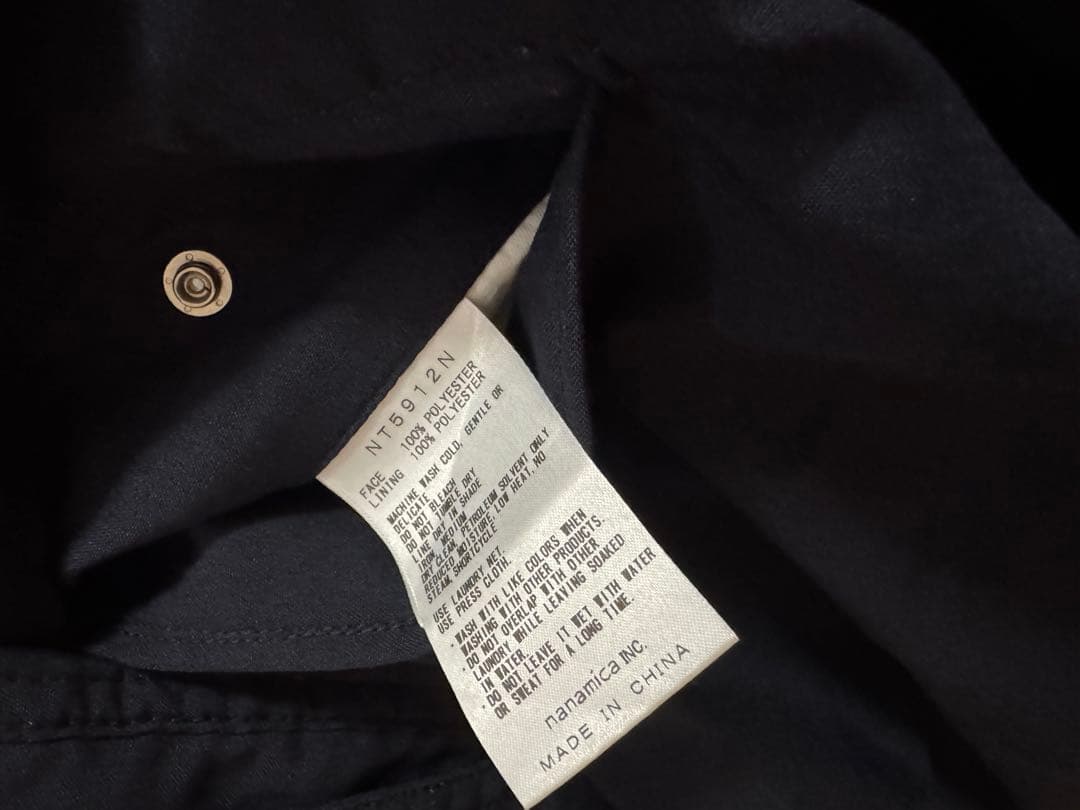 NT5912N
FACE 100% POLYESTER
LINING 100% POLYESTER
MACHINE WASH COLD, GENTLE OR
DELICATE
DO NOT BLEACH
DO NOT TUMBLE DRY
LINE DRY IN SHADE
IRON MEDIUM
DRY CLEAN, PETROLEUM SOLVENT ONLY
REDUCED MOISTURE, LOW HEAT, NO
STEAM, SHORTCYCLE
USE LAUNDRY NET.
USE PRESS CLOTH.
・WASH WITH LIKE COLORS WHEN
WASHING WITH OTHER PRODUCTS.
・DO NOT OVERLAP WITH OTHER
LAUNDRY WHILE LEAVING SOAKED
IN WATER.
・DO NOT LEAVE IT WET WITH WATER
OR SWEAT FOR A LONG TIME.
nanamica INC.
MADE IN CHINA